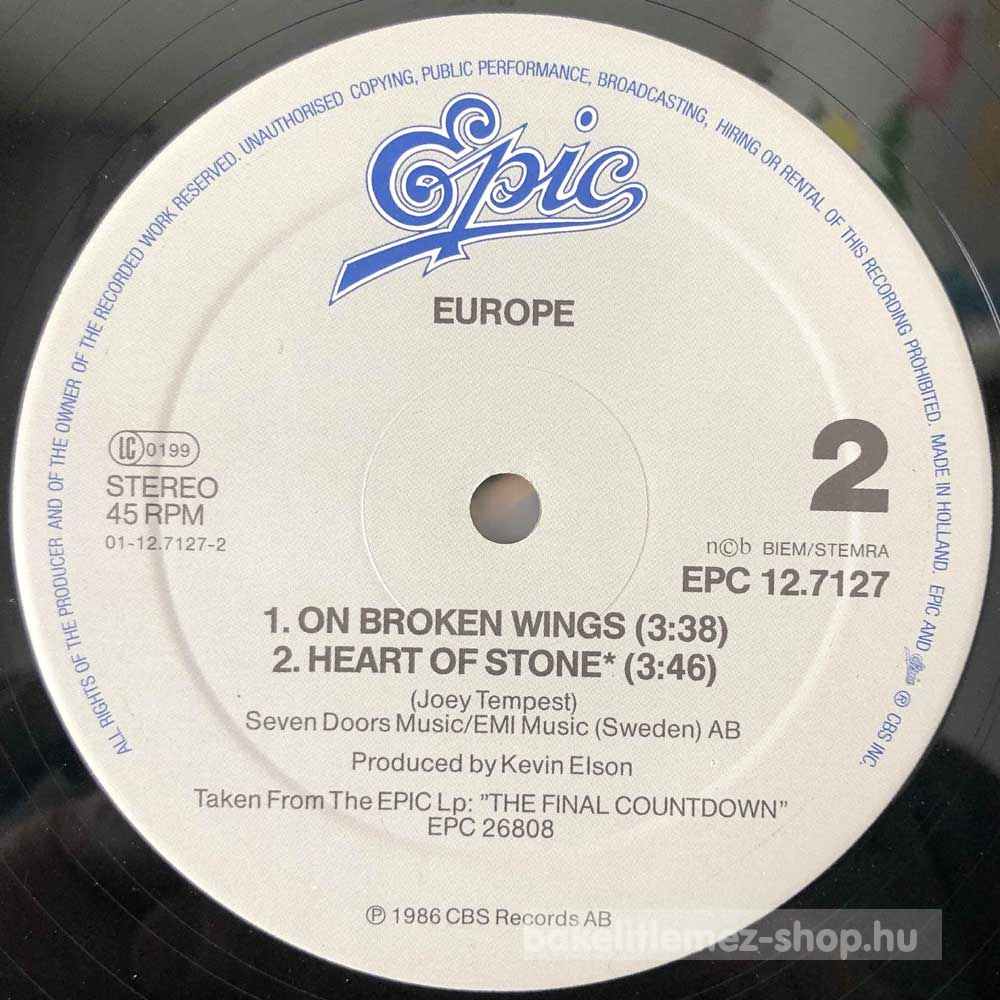 ALL RIGHTS OF THE PRODUCER AND OF THE OWNER OF THE RECORDED WORK RESERVED. UNAUTHORISED COPYING, PUBLIC PERFORMANCE, BROADCASTING, HIRING OR RENTAL OF THIS RECORDING PROHIBITED. MADE IN HOLLAND. EPIC AND Epic ® CBS INC.
Epic
EUROPE
LC 0199
STEREO
45 RPM
01-12.7127-2
2
n©b BIEM/STEMRA
EPC 12.7127
1. ON BROKEN WINGS (3:38)
2. HEART OF STONE* (3:46)
(Joey Tempest)
Seven Doors Music/EMI Music (Sweden) AB
Produced by Kevin Elson
Taken From The EPIC Lp: "THE FINAL COUNTDOWN"
EPC 26808
℗ 1986 CBS Records AB
bakelitlemez-shop.hu